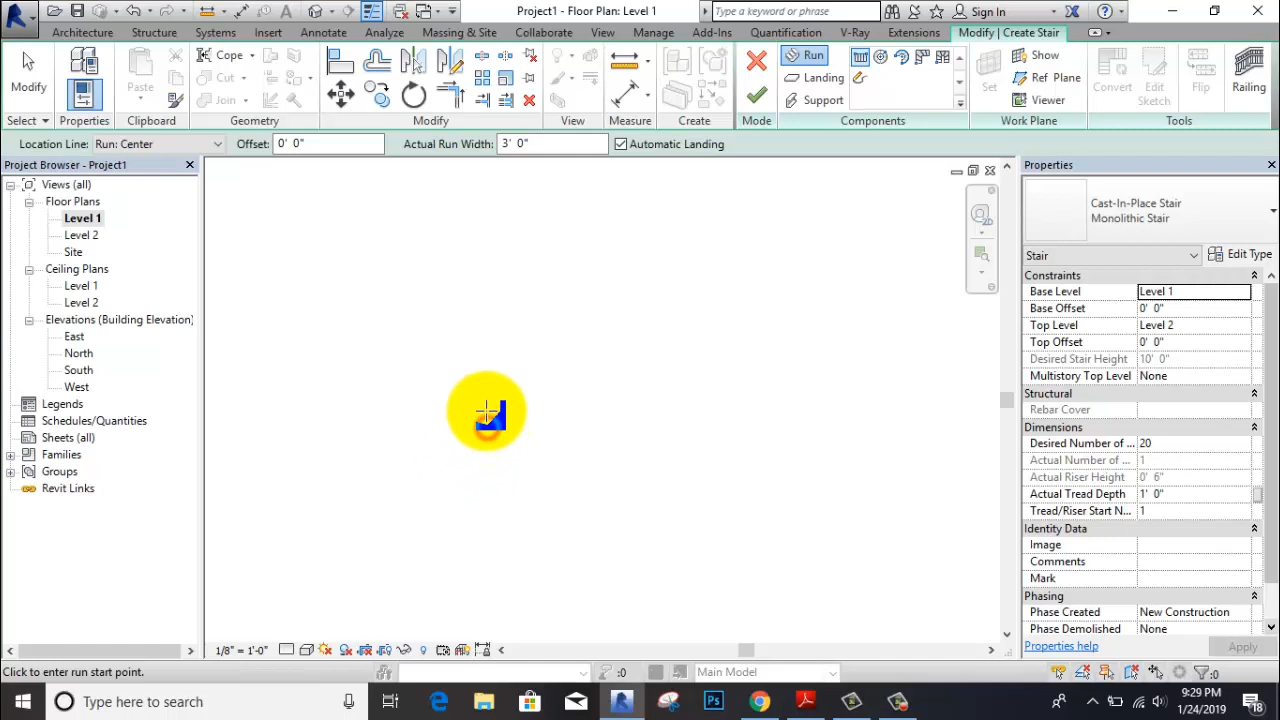 Project1 - Floor Plan: Level 1
Type a keyword or phrase
Sign In
Architecture Structure Systems Insert Annotate Analyze Massing & Site Collaborate View Manage Add-Ins Quantification V-Ray Extensions Modify | Create Stair
Modify
Select
Properties
Paste
Clipboard
Cope
Cut
Join
Geometry
Modify
View
Measure
Create
Mode
Run
Landing
Support
Components
Set
Show
Ref Plane
Viewer
Work Plane
Convert
Edit Sketch
Flip
Railing
Tools
Location Line: Run: Center Offset: 0' 0" Actual Run Width: 3' 0" Automatic Landing
Project Browser - Project1
Views (all)
Floor Plans
Level 1
Level 2
Site
Ceiling Plans
Level 1
Level 2
Elevations (Building Elevation)
East
North
South
West
Legends
Schedules/Quantities
Sheets (all)
Families
Groups
Revit Links
2D
Properties
Cast-In-Place Stair
Monolithic Stair
Stair Edit Type
Constraints
Base Level Level 1
Base Offset 0' 0"
Top Level Level 2
Top Offset 0' 0"
Desired Stair Height 10' 0"
Multistory Top Level None
Structural
Rebar Cover
Dimensions
Desired Number of ... 20
Actual Number of ... 1
Actual Riser Height 0' 6"
Actual Tread Depth 1' 0"
Tread/Riser Start N... 1
Identity Data
Image
Comments
Mark
Phasing
Phase Created New Construction
Phase Demolished None
Properties help Apply
1/8" = 1'-0"
Click to enter run start point. :0 Main Model :0
Type here to search
9:29 PM
1/24/2019
18